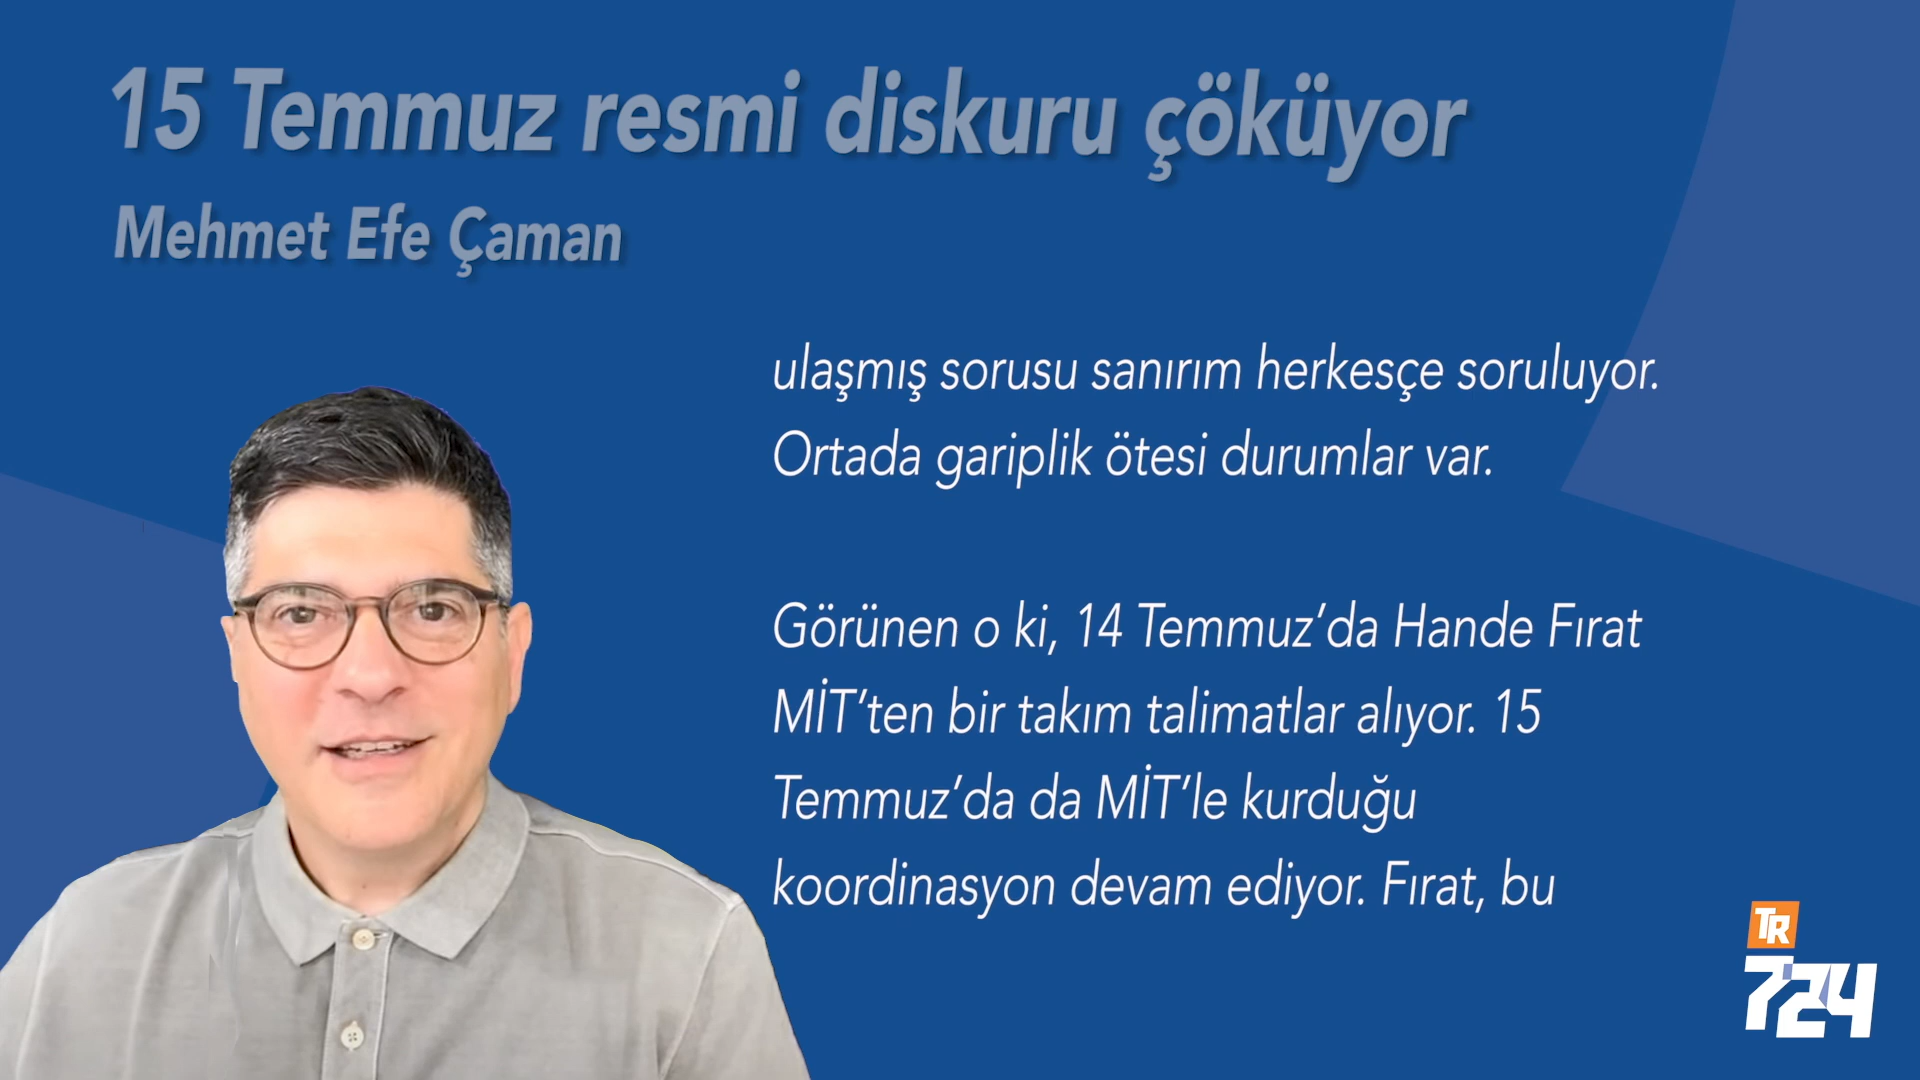 15 Temmuz resmi diskuru çöküyor
Mehmet Efe Çaman
ulaşmış sorusu sanırım herkesçe soruluyor.
Ortada gariplik ötesi durumlar var.
Görünen o ki, 14 Temmuz’da Hande Fırat
MİT’ten bir takım talimatlar alıyor. 15
Temmuz’da da MİT’le kurduğu
koordinasyon devam ediyor. Fırat, bu
TR
724